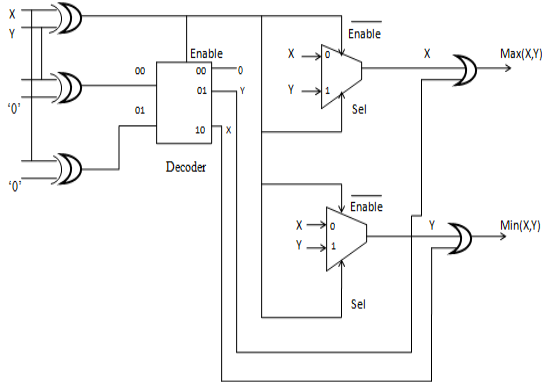 X
Y
'0'
'0'
00
01
Enable
00
01
10
0
Y
X
Decoder
Enable
X
0
Y
1
Sel
X
Max(X,Y)
Enable
X
0
Y
1
Sel
Y
Min(X,Y)